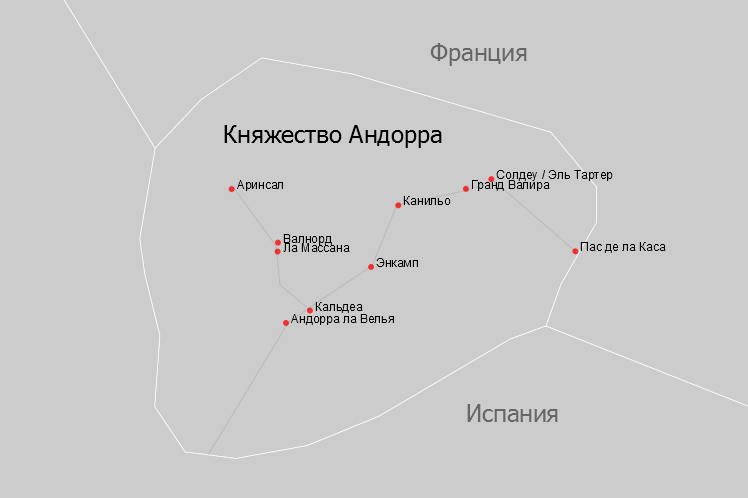 Франция
Княжество Андорра
Солдеу / Эль Тартер
Аринсал
Гранд Валира
Канильо
Валнорд
Ла Массана
Пас де ла Каса
Энкамп
Кальдеа
Андорра ла Велья
Испания